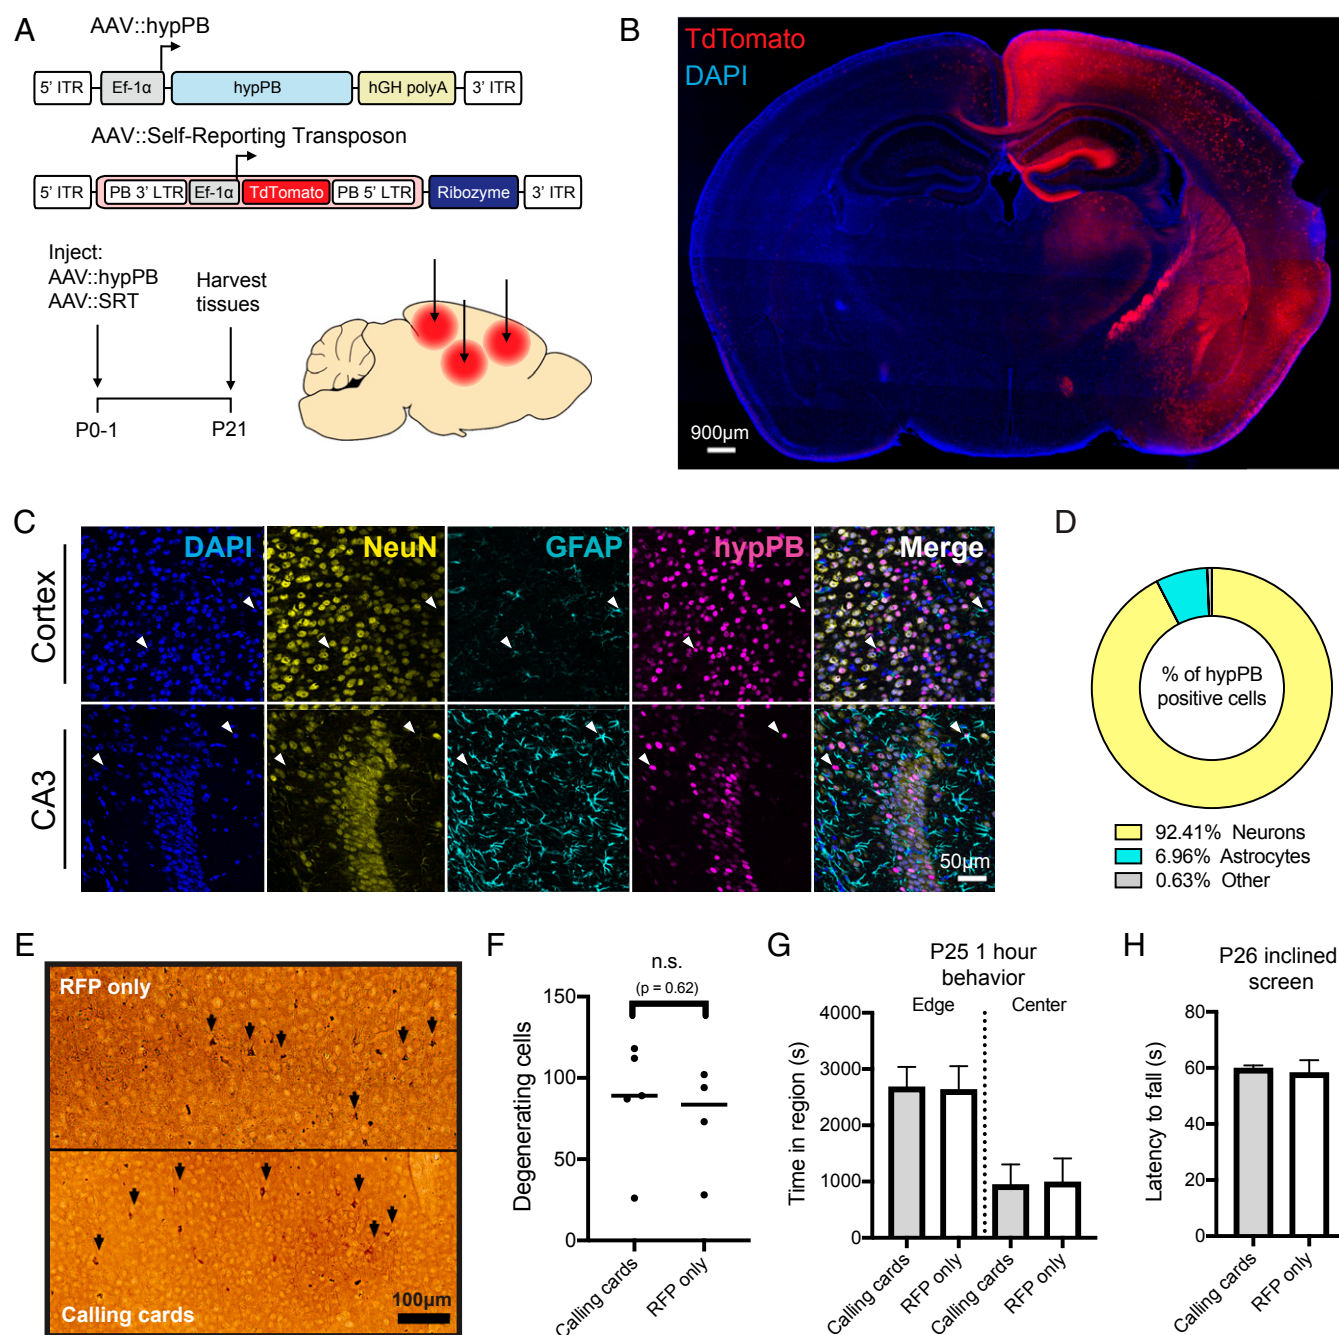 A
AAV::hypPB
5' ITR
Ef-1α
hypPB
hGH polyA
3' ITR
AAV::Self-Reporting Transposon
5' ITR
PB 3' LTR
Ef-1α
TdTomato
PB 5' LTR
Ribozyme
3' ITR
Inject:
AAV::hypPB
AAV::SRT
Harvest
tissues
P0-1
P21
B
TdTomato
DAPI
900µm
C
DAPI
NeuN
GFAP
hypPB
Merge
Cortex
CA3
50µm
D
% of hypPB
positive cells
92.41% Neurons
6.96% Astrocytes
0.63% Other
E
RFP only
Calling cards
100µm
F
n.s.
(p = 0.62)
Degenerating cells
150
100
50
0
Calling cards
RFP only
G
P25 1 hour
behavior
Edge
Center
Time in region (s)
4000
3000
2000
1000
0
Calling cards
RFP only
Calling cards
RFP only
H
P26 inclined
screen
Latency to fall (s)
80
60
40
20
0
Calling cards
RFP only